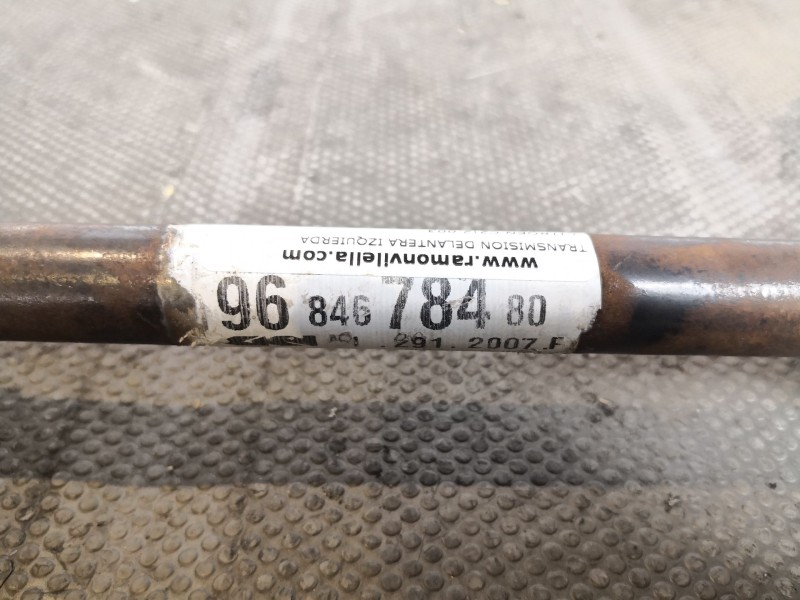 www.ramonvilella.com
TRANSMISION DELANTERA IZQUIERDA
96 846 784 80
291 2007 F